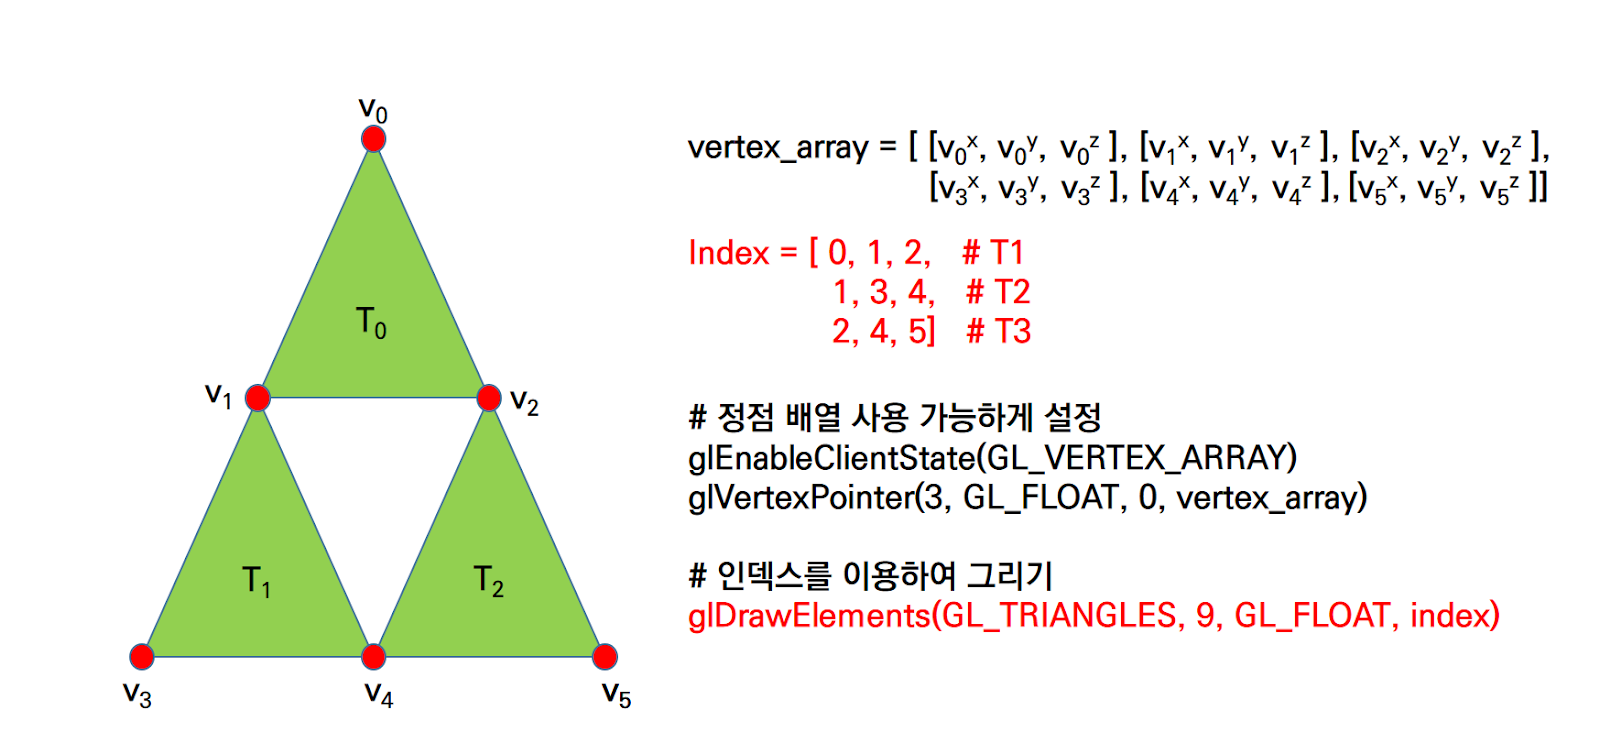 v₀
T₀
v₁
v₂
T₁
T₂
v₃
v₄
v₅
vertex_array = [ [v₀ˣ, v₀ʸ, v₀ᶻ ], [v₁ˣ, v₁ʸ, v₁ᶻ ], [v₂ˣ, v₂ʸ, v₂ᶻ ],
[v₃ˣ, v₃ʸ, v₃ᶻ ], [v₄ˣ, v₄ʸ, v₄ᶻ ], [v₅ˣ, v₅ʸ, v₅ᶻ ]]
Index = [ 0, 1, 2, # T1
1, 3, 4, # T2
2, 4, 5] # T3
# 정점 배열 사용 가능하게 설정
glEnableClientState(GL_VERTEX_ARRAY)
glVertexPointer(3, GL_FLOAT, 0, vertex_array)
# 인덱스를 이용하여 그리기
glDrawElements(GL_TRIANGLES, 9, GL_FLOAT, index)